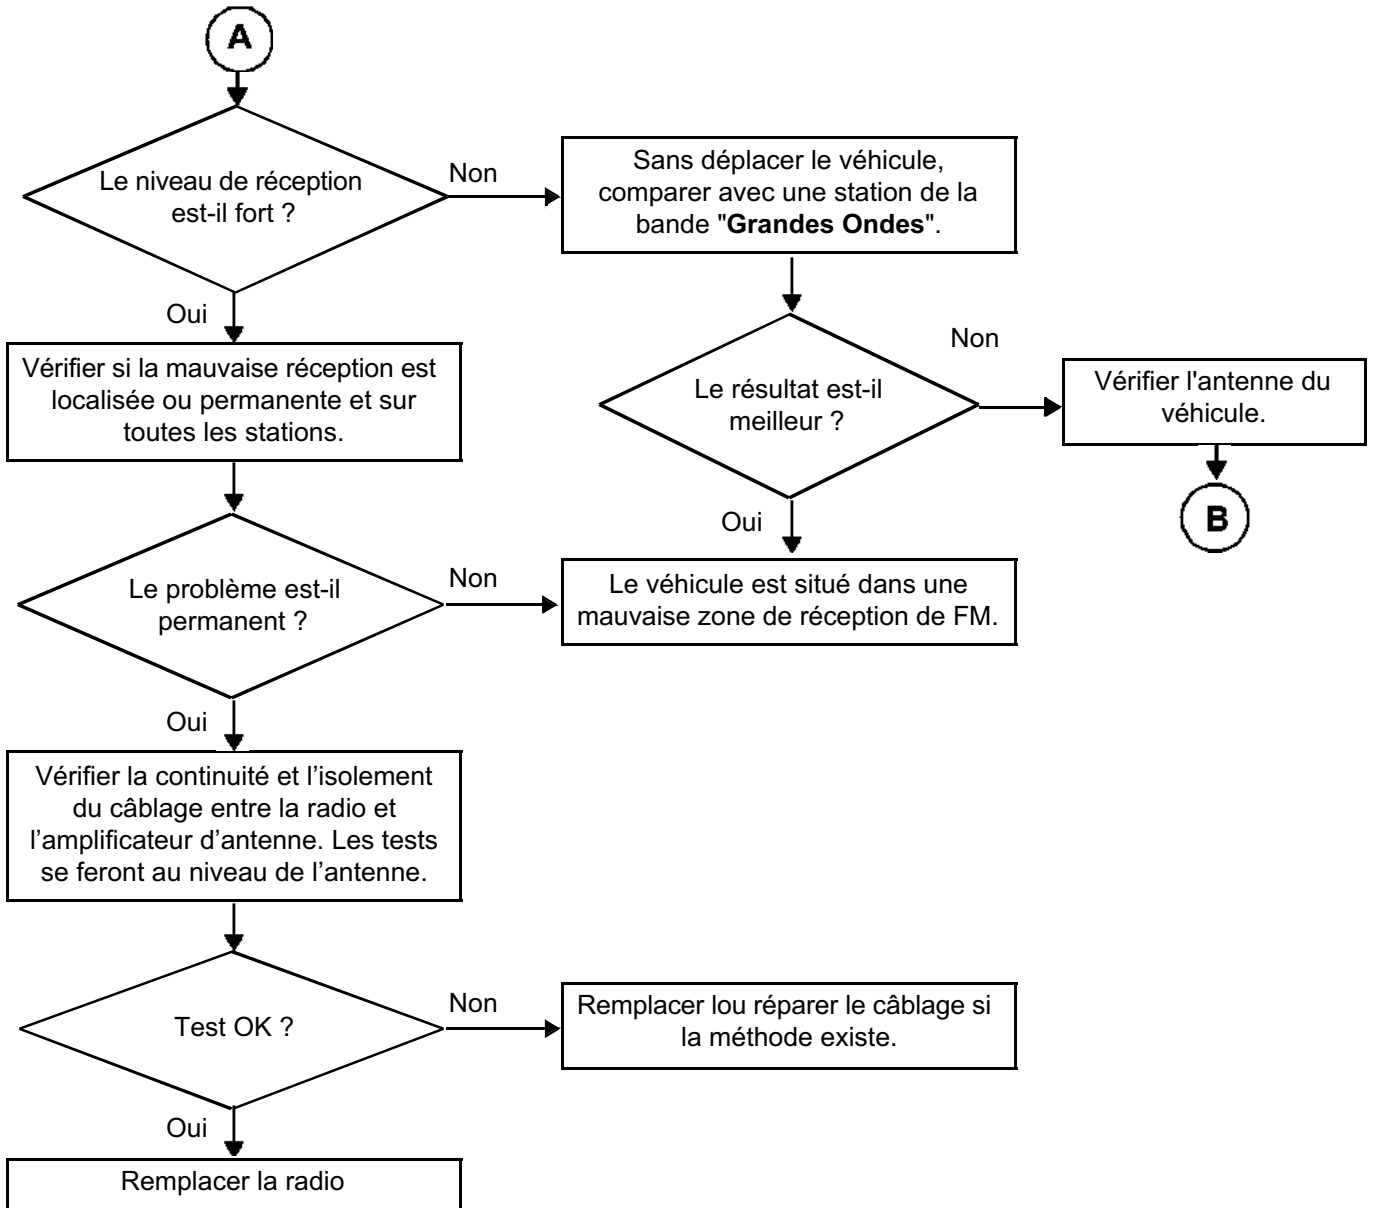 A
Le niveau de réception
est-il fort ?
Non
Sans déplacer le véhicule,
comparer avec une station de la
bande "Grandes Ondes".
Oui
Vérifier si la mauvaise réception est
localisée ou permanente et sur
toutes les stations.
Le résultat est-il
meilleur ?
Non
Vérifier l'antenne du
véhicule.
B
Oui
Le problème est-il
permanent ?
Non
Le véhicule est situé dans une
mauvaise zone de réception de FM.
Oui
Vérifier la continuité et l’isolement
du câblage entre la radio et
l’amplificateur d’antenne. Les tests
se feront au niveau de l’antenne.
Test OK ?
Non
Remplacer lou réparer le câblage si
la méthode existe.
Oui
Remplacer la radio